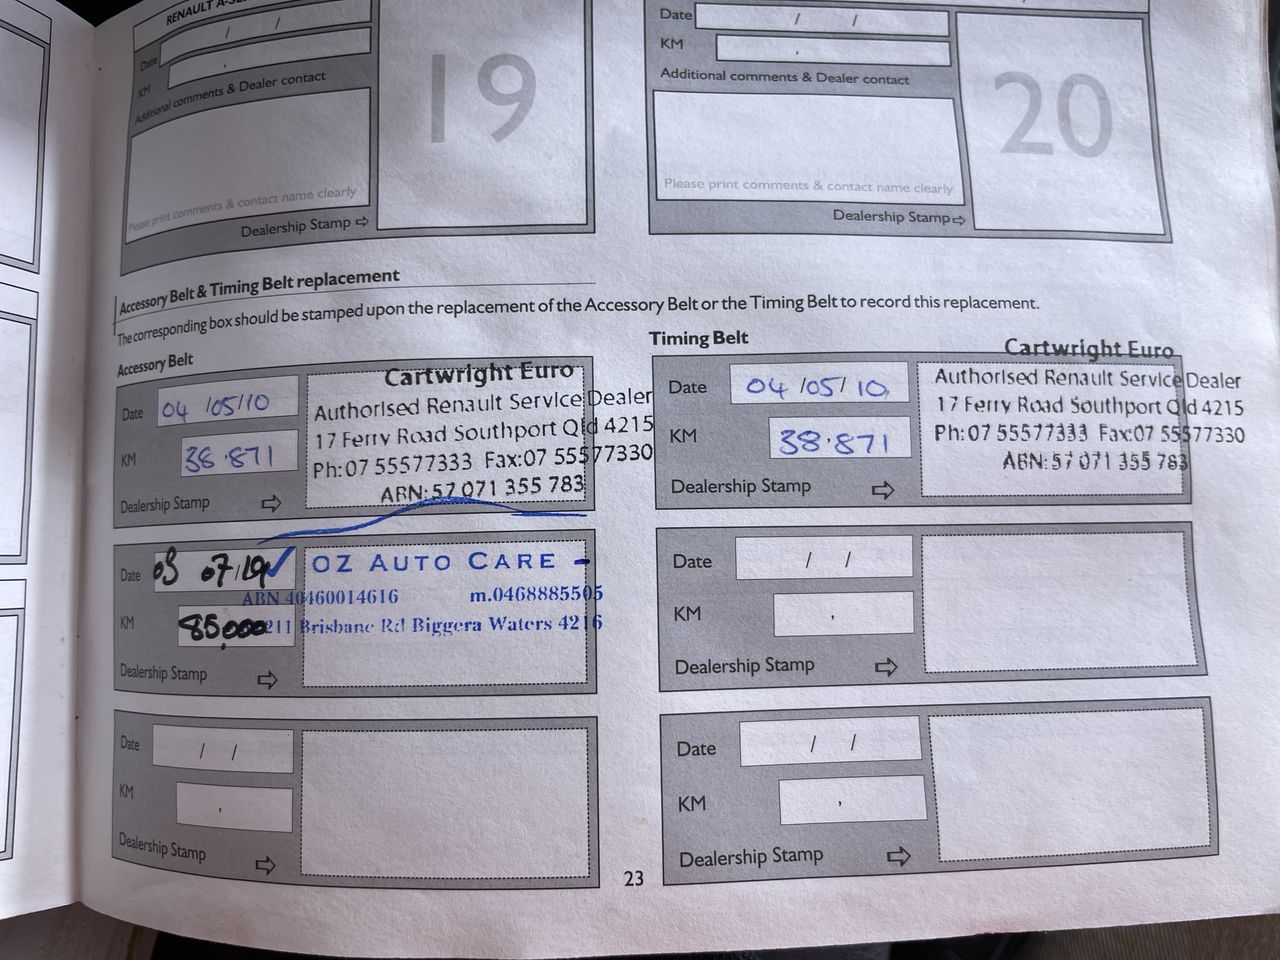 RENAULT
Date / /
KM ,
Additional comments & Dealer contact
Please print comments & contact name clearly
Dealership Stamp ⇨
19
Date / /
KM ,
Additional comments & Dealer contact
Please print comments & contact name clearly
Dealership Stamp ⇨
20
Accessory Belt & Timing Belt replacement
The corresponding box should be stamped upon the replacement of the Accessory Belt or the Timing Belt to record this replacement.
Accessory Belt
Date 04/05/10
KM 38.871
Dealership Stamp ⇨
Cartwright Euro
Authorised Renault Service Dealer
17 Ferry Road Southport Qld 4215
Ph:07 55577333 Fax:07 55577330
ABN:57 071 355 783
Date 07/19
KM 85,000
Dealership Stamp ⇨
OZ AUTO CARE -
ABN 40460014616 m.0468885505
211 Brisbane Rd Biggera Waters 4216
Date / /
KM ,
Dealership Stamp ⇨
Timing Belt
Date 04/05/10
KM 38.871
Dealership Stamp ⇨
Cartwright Euro
Authorised Renault Service Dealer
17 Ferry Road Southport Qld 4215
Ph:07 55577333 Fax:07 55577330
ABN:57 071 355 783
Date / /
KM ,
Dealership Stamp ⇨
Date / /
KM ,
Dealership Stamp ⇨
23